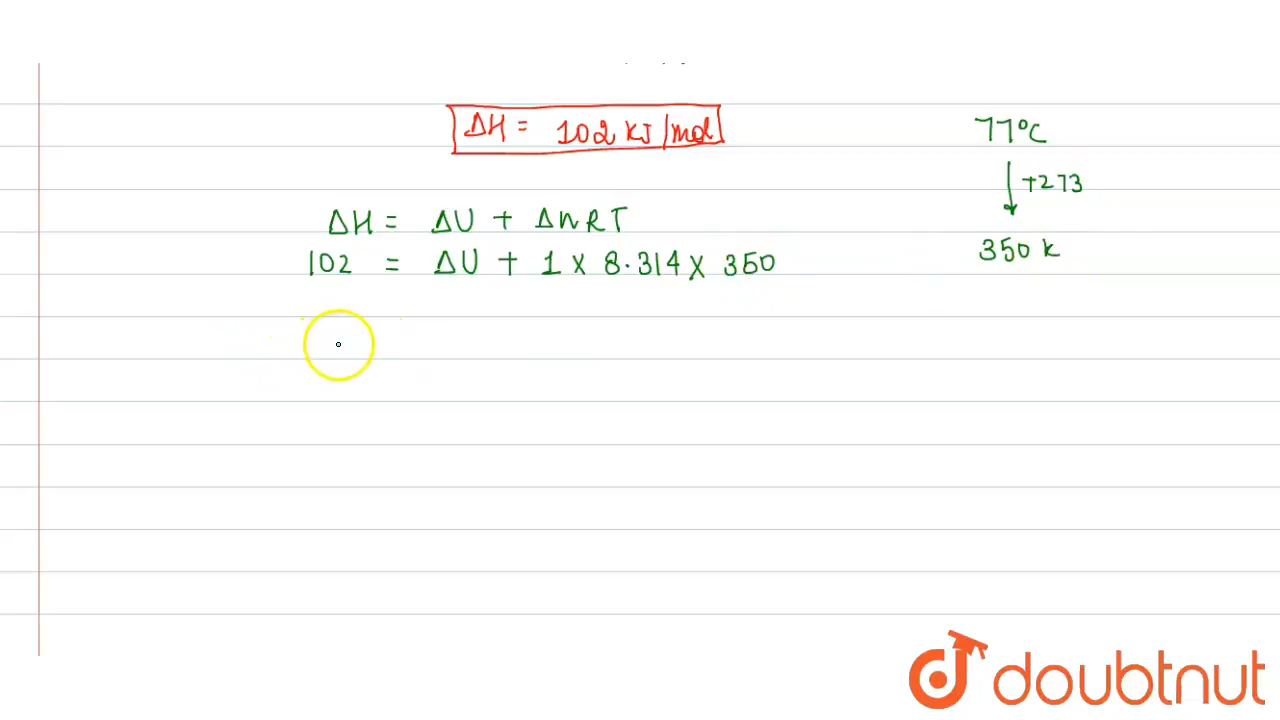 ΔH = 102 KJ/mol
77°C
+273
350 K
ΔH = ΔU + ΔnRT
102 = ΔU + 1 x 8.314 x 350
doubtnut